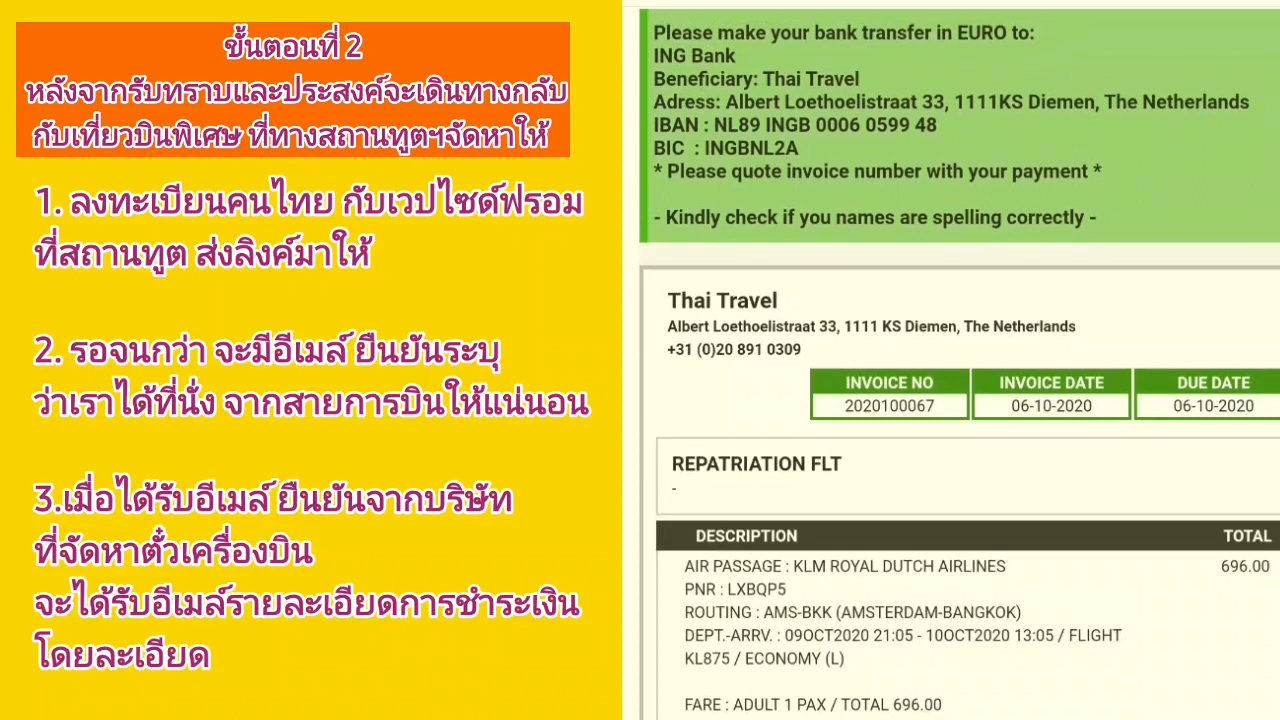 ขั้นตอนที่ 2
หลังจากรับทราบและประสงค์จะเดินทางกลับ
กับเที่ยวบินพิเศษ ที่ทางสถานทูตฯจัดหาให้
1. ลงทะเบียนคนไทย กับเวปไซด์ฟรอม
ที่สถานทูต ส่งลิงค์มาให้
2. รอจนกว่า จะมีอีเมล์ ยืนยันระบุ
ว่าเราได้ที่นั่ง จากสายการบินให้แน่นอน
3.เมื่อได้รับอีเมล์ ยืนยันจากบริษัท
ที่จัดหาตั๋วเครื่องบิน
จะได้รับอีเมล์รายละเอียดการชำระเงิน
โดยละเอียด
Please make your bank transfer in EURO to:
ING Bank
Beneficiary: Thai Travel
Adress: Albert Loethoelistraat 33, 1111KS Diemen, The Netherlands
IBAN : NL89 INGB 0006 0599 48
BIC : INGBNL2A
* Please quote invoice number with your payment *
- Kindly check if you names are spelling correctly -
Thai Travel
Albert Loethoelistraat 33, 1111 KS Diemen, The Netherlands
+31 (0)20 891 0309
INVOICE NO INVOICE DATE DUE DATE
2020100067 06-10-2020 06-10-2020
REPATRIATION FLT
-
DESCRIPTION TOTAL
AIR PASSAGE : KLM ROYAL DUTCH AIRLINES 696.00
PNR : LXBQP5
ROUTING : AMS-BKK (AMSTERDAM-BANGKOK)
DEPT.-ARRV. : 09OCT2020 21:05 - 10OCT2020 13:05 / FLIGHT
KL875 / ECONOMY (L)
FARE : ADULT 1 PAX / TOTAL 696.00